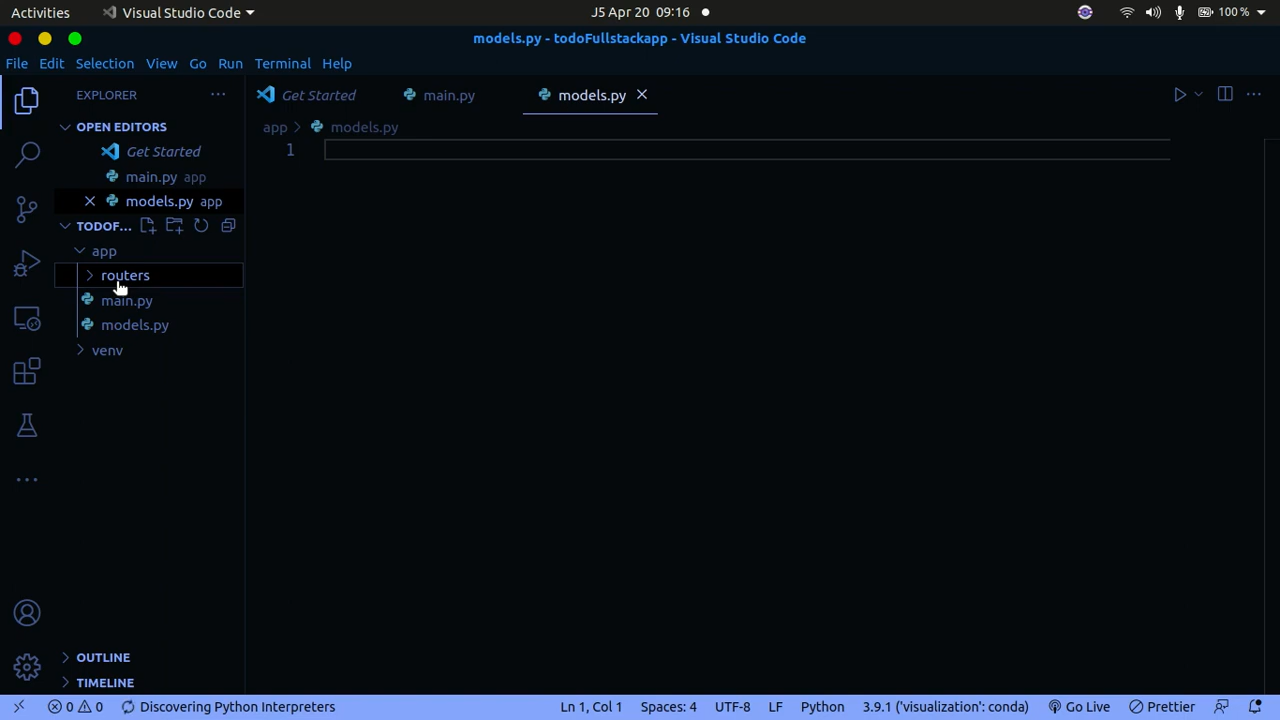 Activities Visual Studio Code J5 Apr 20 09:16 100 %
models.py - todoFullstackapp - Visual Studio Code
File Edit Selection View Go Run Terminal Help
EXPLORER Get Started main.py models.py
OPEN EDITORS app models.py
Get Started 1
main.py app
models.py app
TODOF...
app
routers
main.py
models.py
venv
OUTLINE
TIMELINE
0 0 Discovering Python Interpreters Ln 1, Col 1 Spaces: 4 UTF-8 LF Python 3.9.1 ('visualization': conda) Go Live Prettier